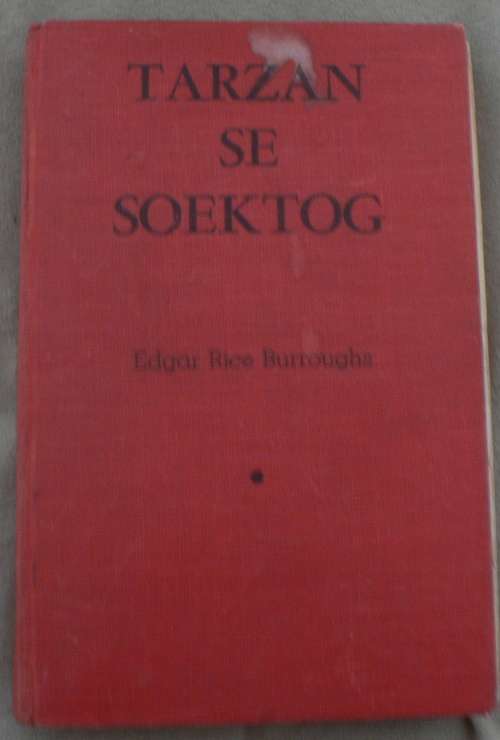 TARZAN
SE
SOEKTOG
Edgar Rice Burroughs